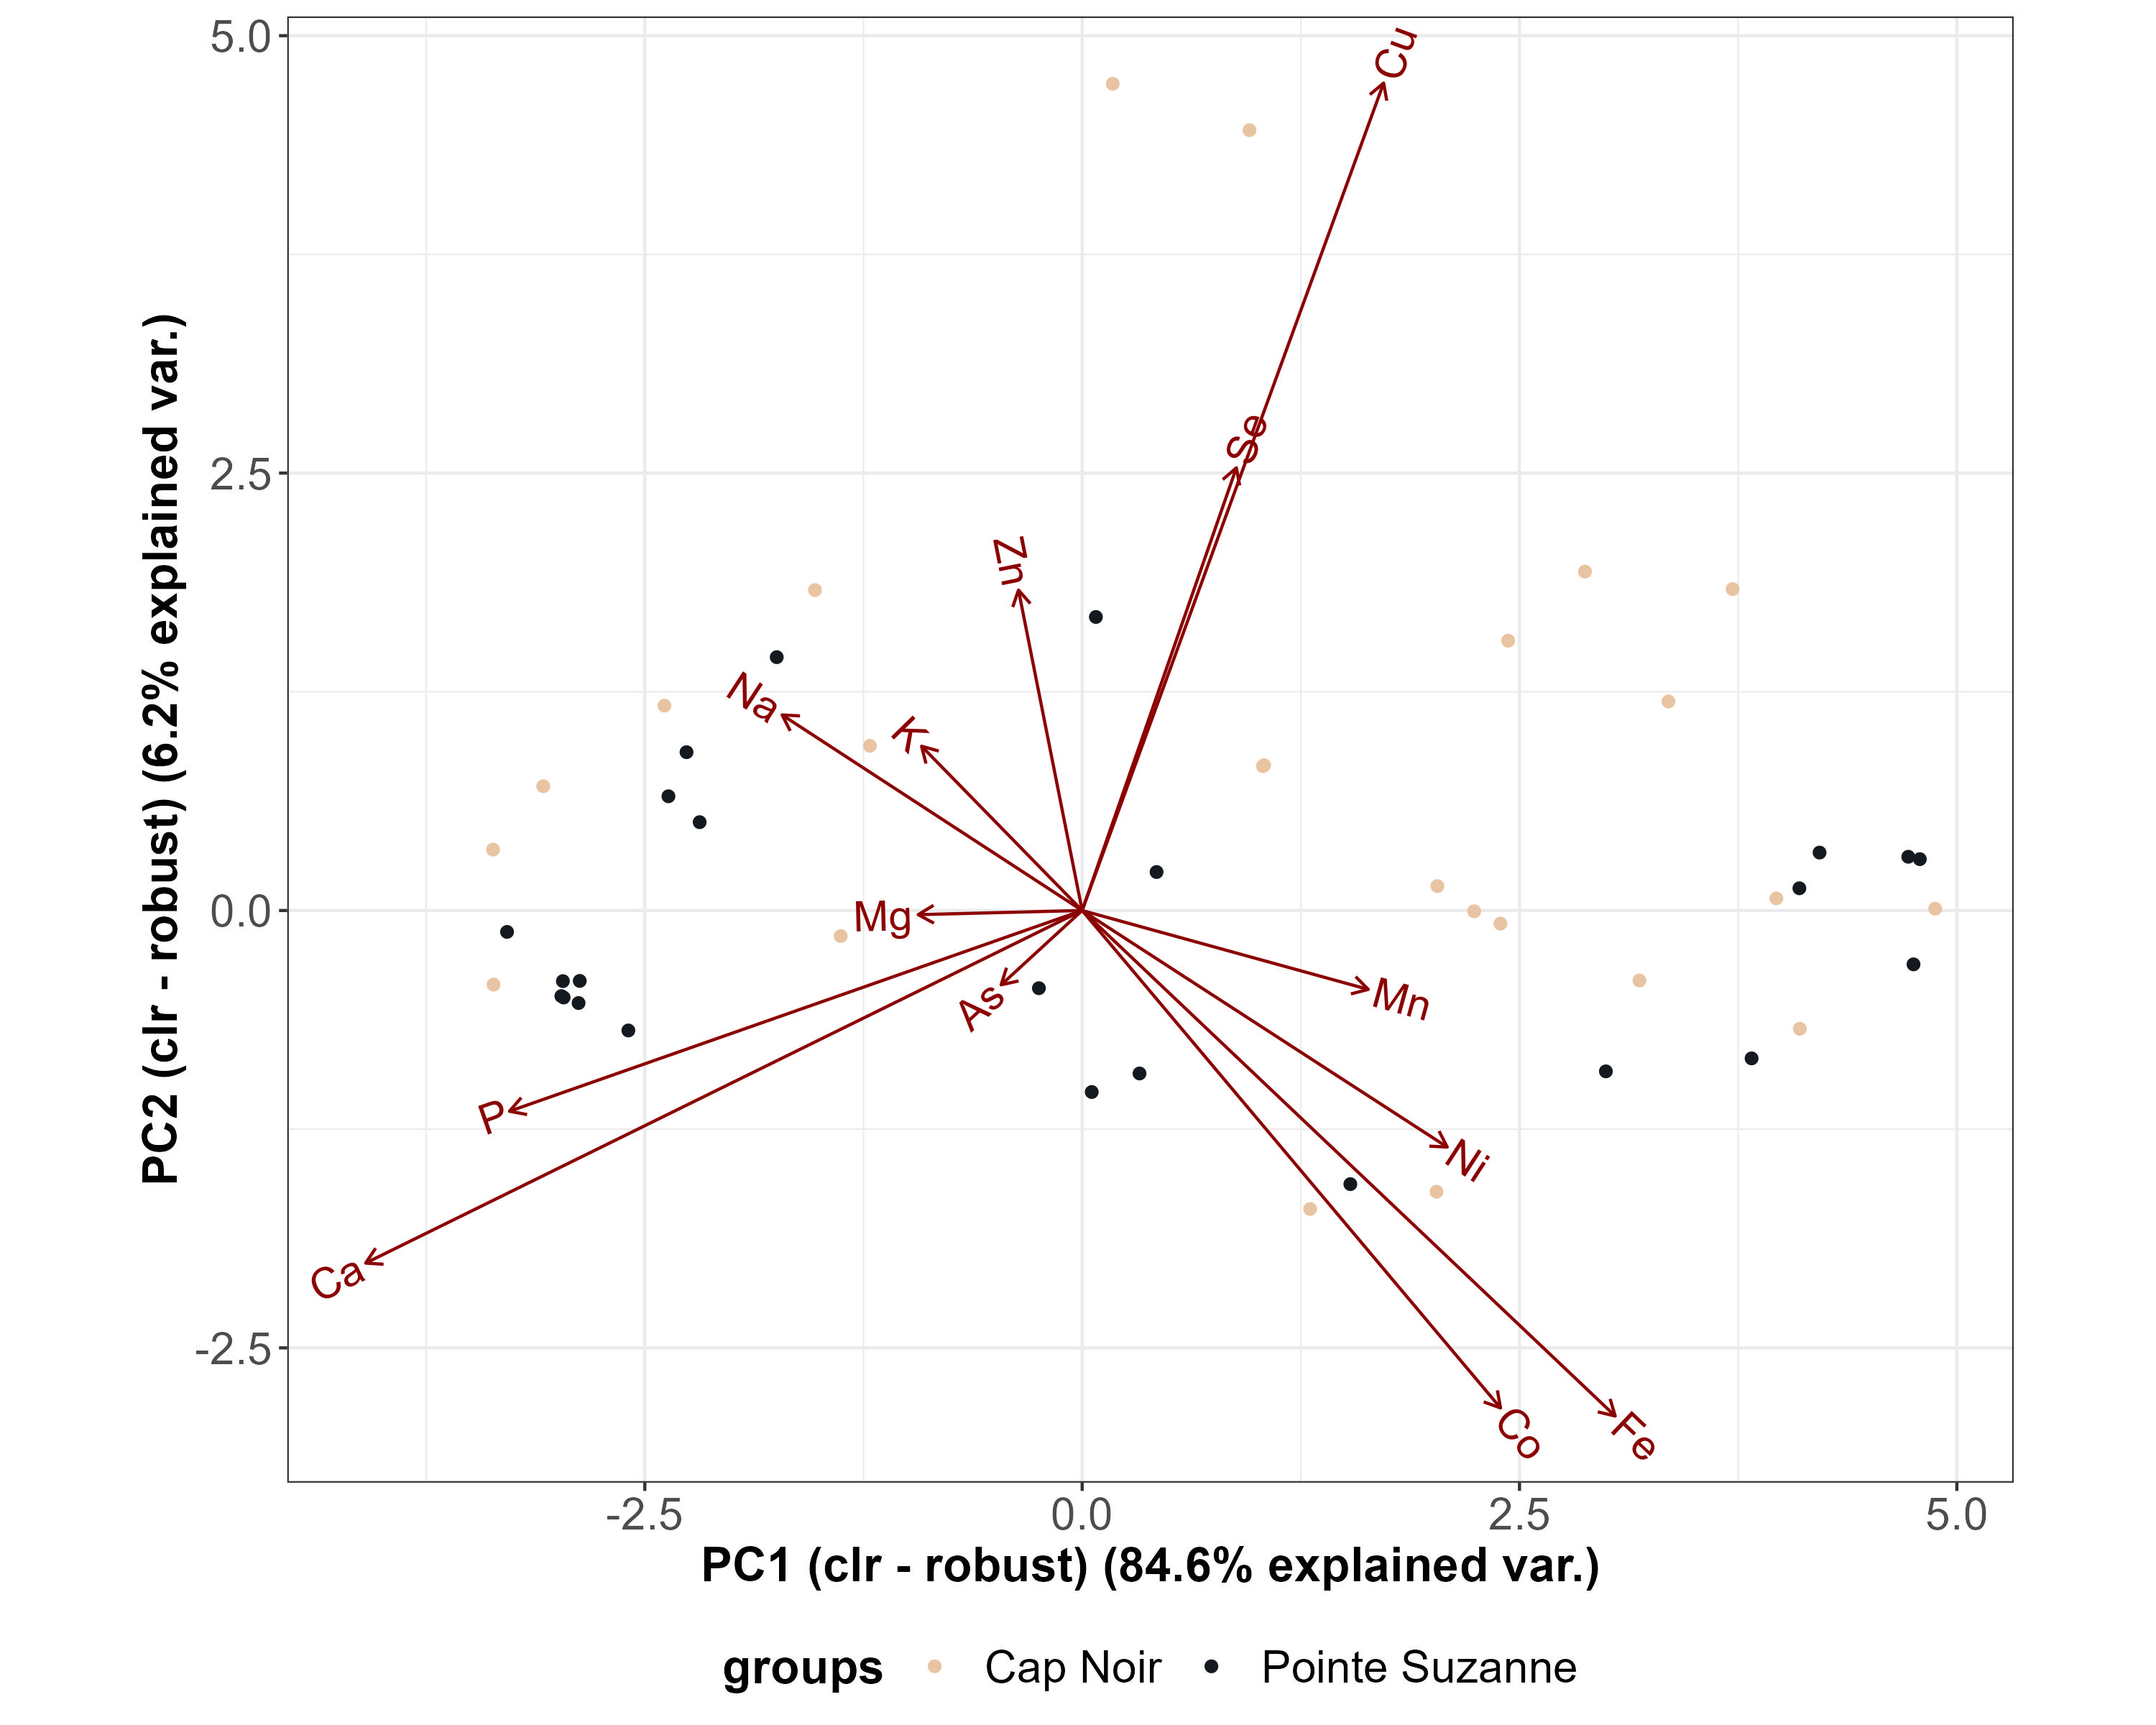 5.0
2.5
0.0
-2.5
PC2 (clr - robust) (6.2% explained var.)
Cu
Se
Zn
Na
K
Mg
As
Mn
P
Ni
Ca
Co
Fe
-2.5 0.0 2.5 5.0
PC1 (clr - robust) (84.6% explained var.)
groups Cap Noir Pointe Suzanne